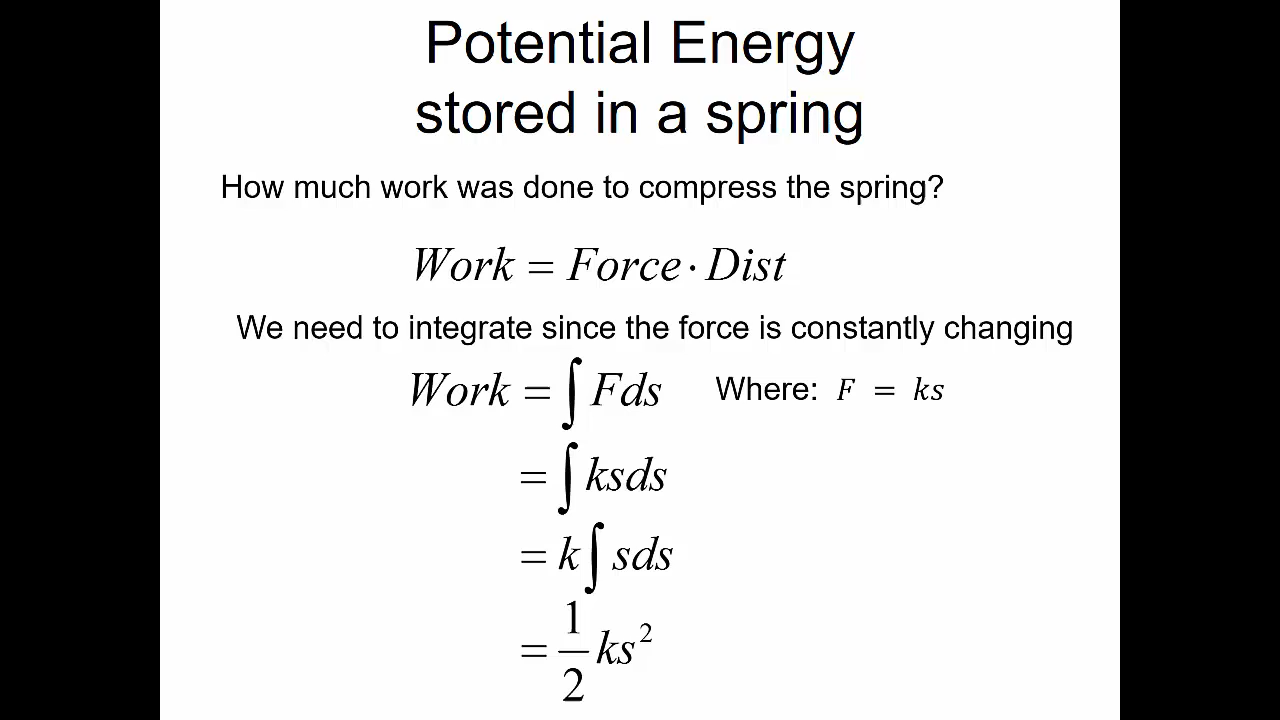 Potential Energy
stored in a spring
How much work was done to compress the spring?
Work = Force · Dist
We need to integrate since the force is constantly changing
Work = ∫ Fds Where: F = ks
= ∫ ksds
= k ∫ sds
= 1/2 ks²